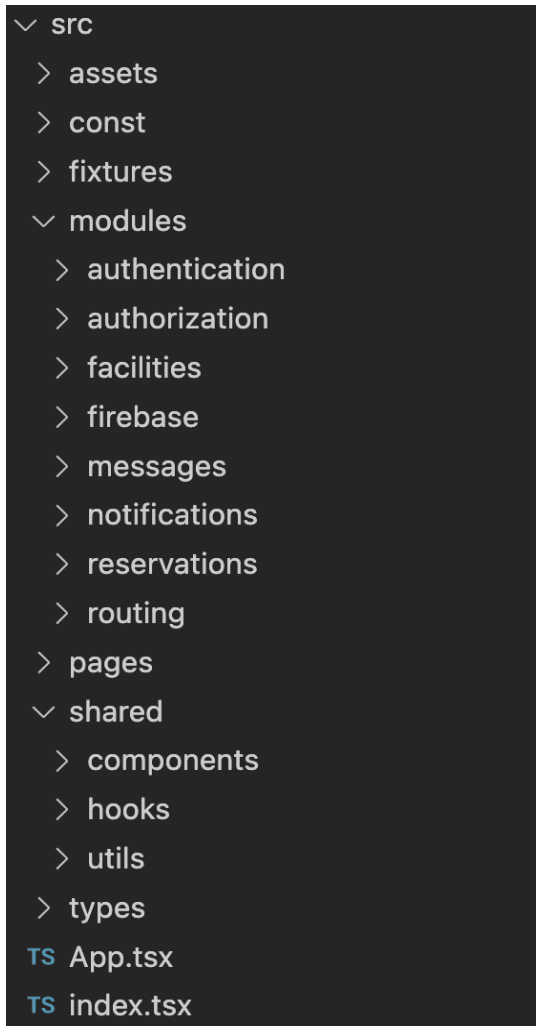 src
assets
const
fixtures
modules
authentication
authorization
facilities
firebase
messages
notifications
reservations
routing
pages
shared
components
hooks
utils
types
TS App.tsx
TS index.tsx